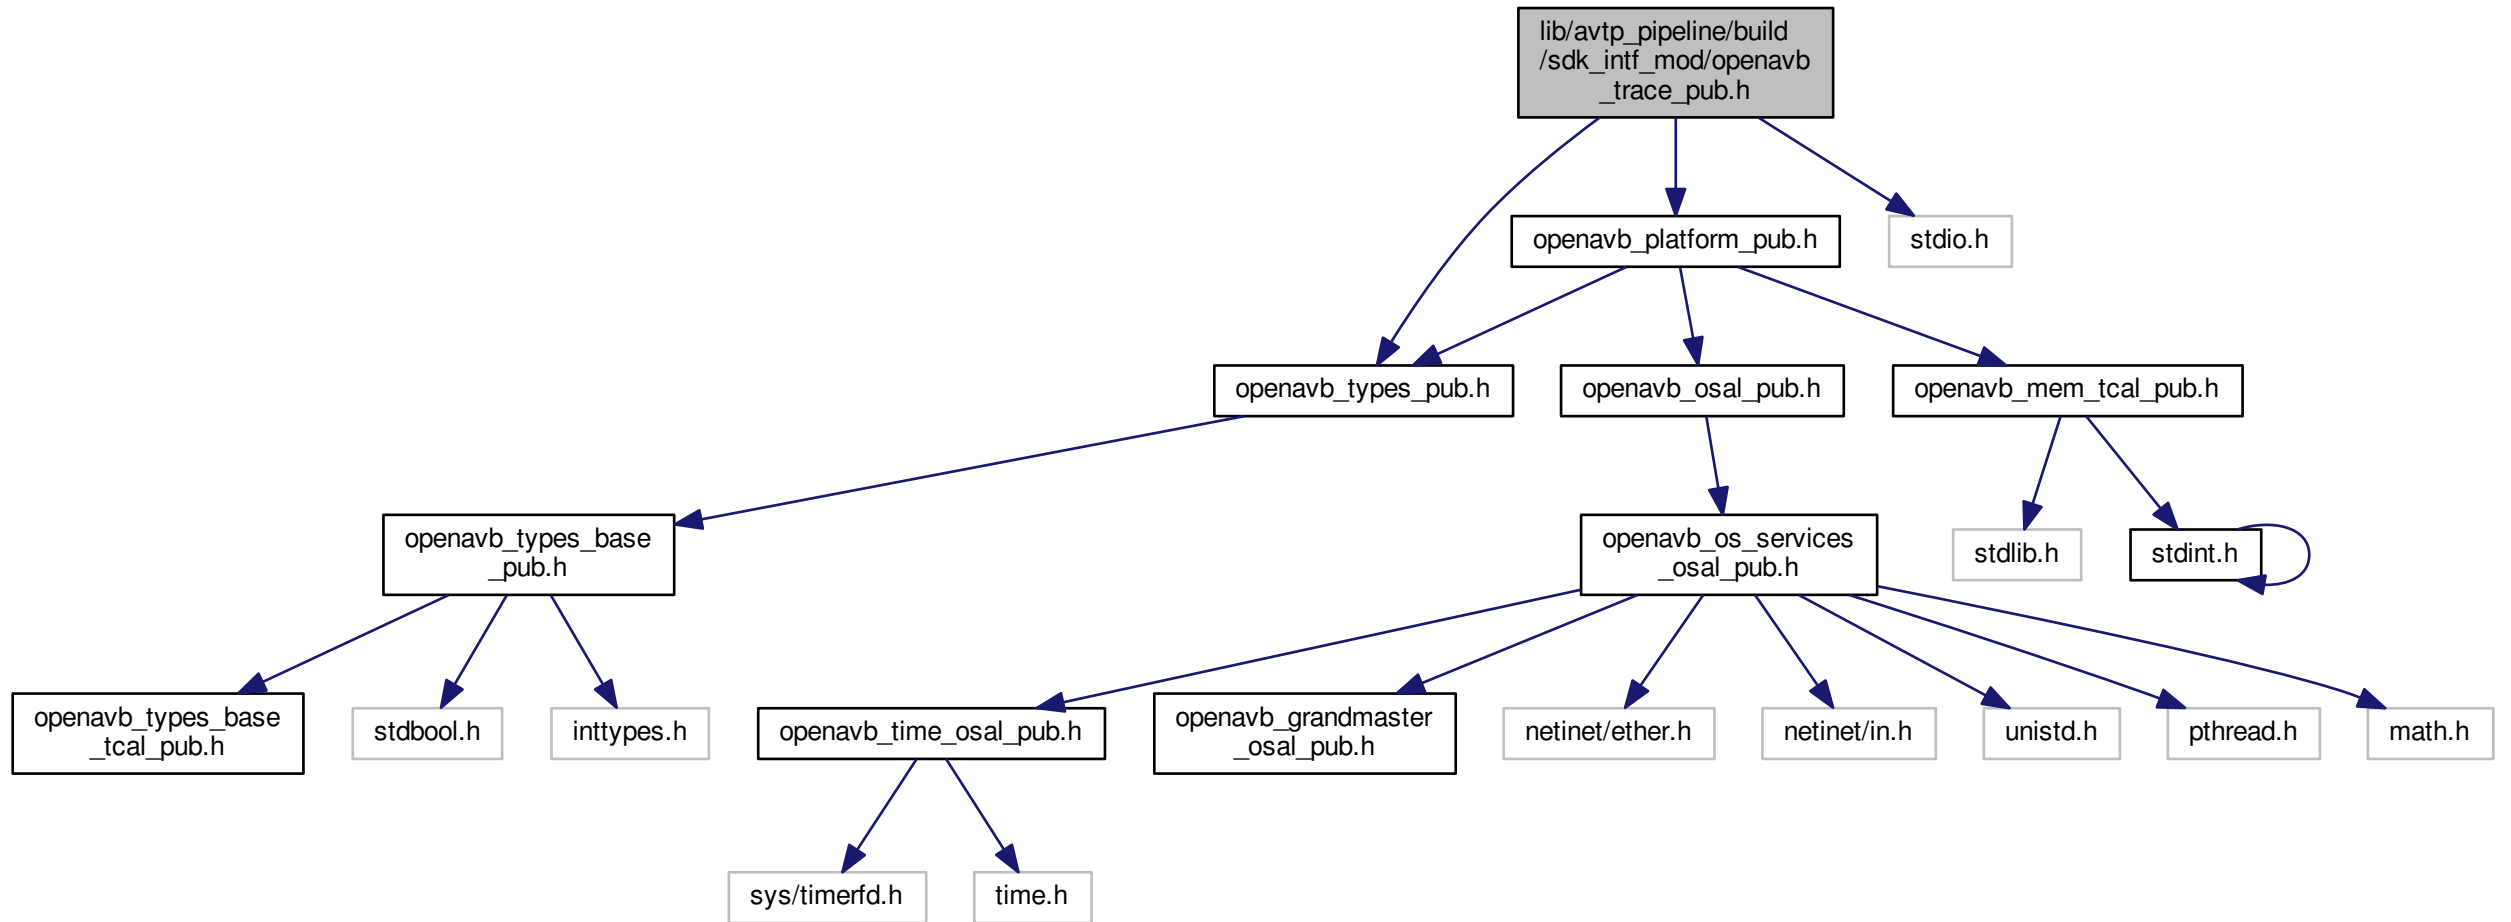 lib/avtp_pipeline/build
/sdk_intf_mod/openavb
_trace_pub.h
openavb_platform_pub.h
stdio.h
openavb_types_pub.h
openavb_osal_pub.h
openavb_mem_tcal_pub.h
openavb_types_base
_pub.h
openavb_os_services
_osal_pub.h
stdlib.h
stdint.h
openavb_types_base
_tcal_pub.h
stdbool.h
inttypes.h
openavb_time_osal_pub.h
openavb_grandmaster
_osal_pub.h
netinet/ether.h
netinet/in.h
unistd.h
pthread.h
math.h
sys/timerfd.h
time.h